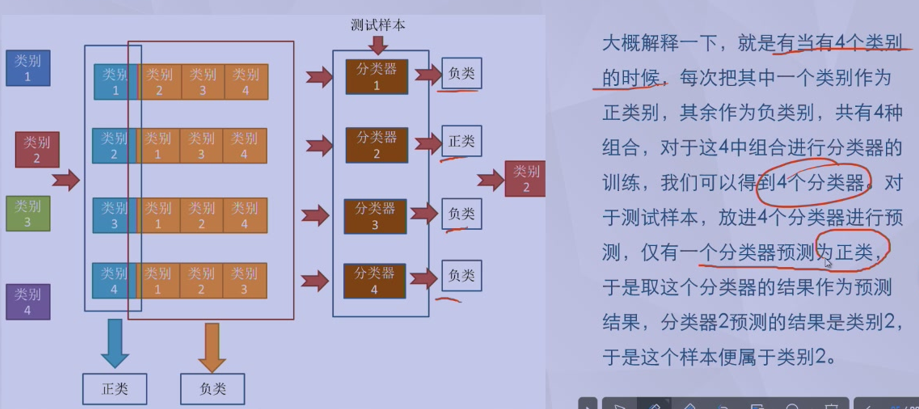 测试样本
类别
1
类别
2
类别
3
类别
4
类别
1
类别
2
类别
3
类别
4
类别
2
类别
1
类别
3
类别
4
类别
3
类别
1
类别
2
类别
4
类别
4
类别
1
类别
2
类别
3
分类器
1
分类器
2
分类器
3
分类器
4
负类
正类
负类
负类
类别
2
正类
负类
大概解释一下，就是有当有4个类别
的时候，每次把其中一个类别作为
正类别，其余作为负类别，共有4种
组合，对于这4中组合进行分类器的
训练，我们可以得到4个分类器。对
于测试样本，放进4个分类器进行预
测，仅有一个分类器预测为正类，
于是取这个分类器的结果作为预测
结果，分类器2预测的结果是类别2，
于是这个样本便属于类别2。